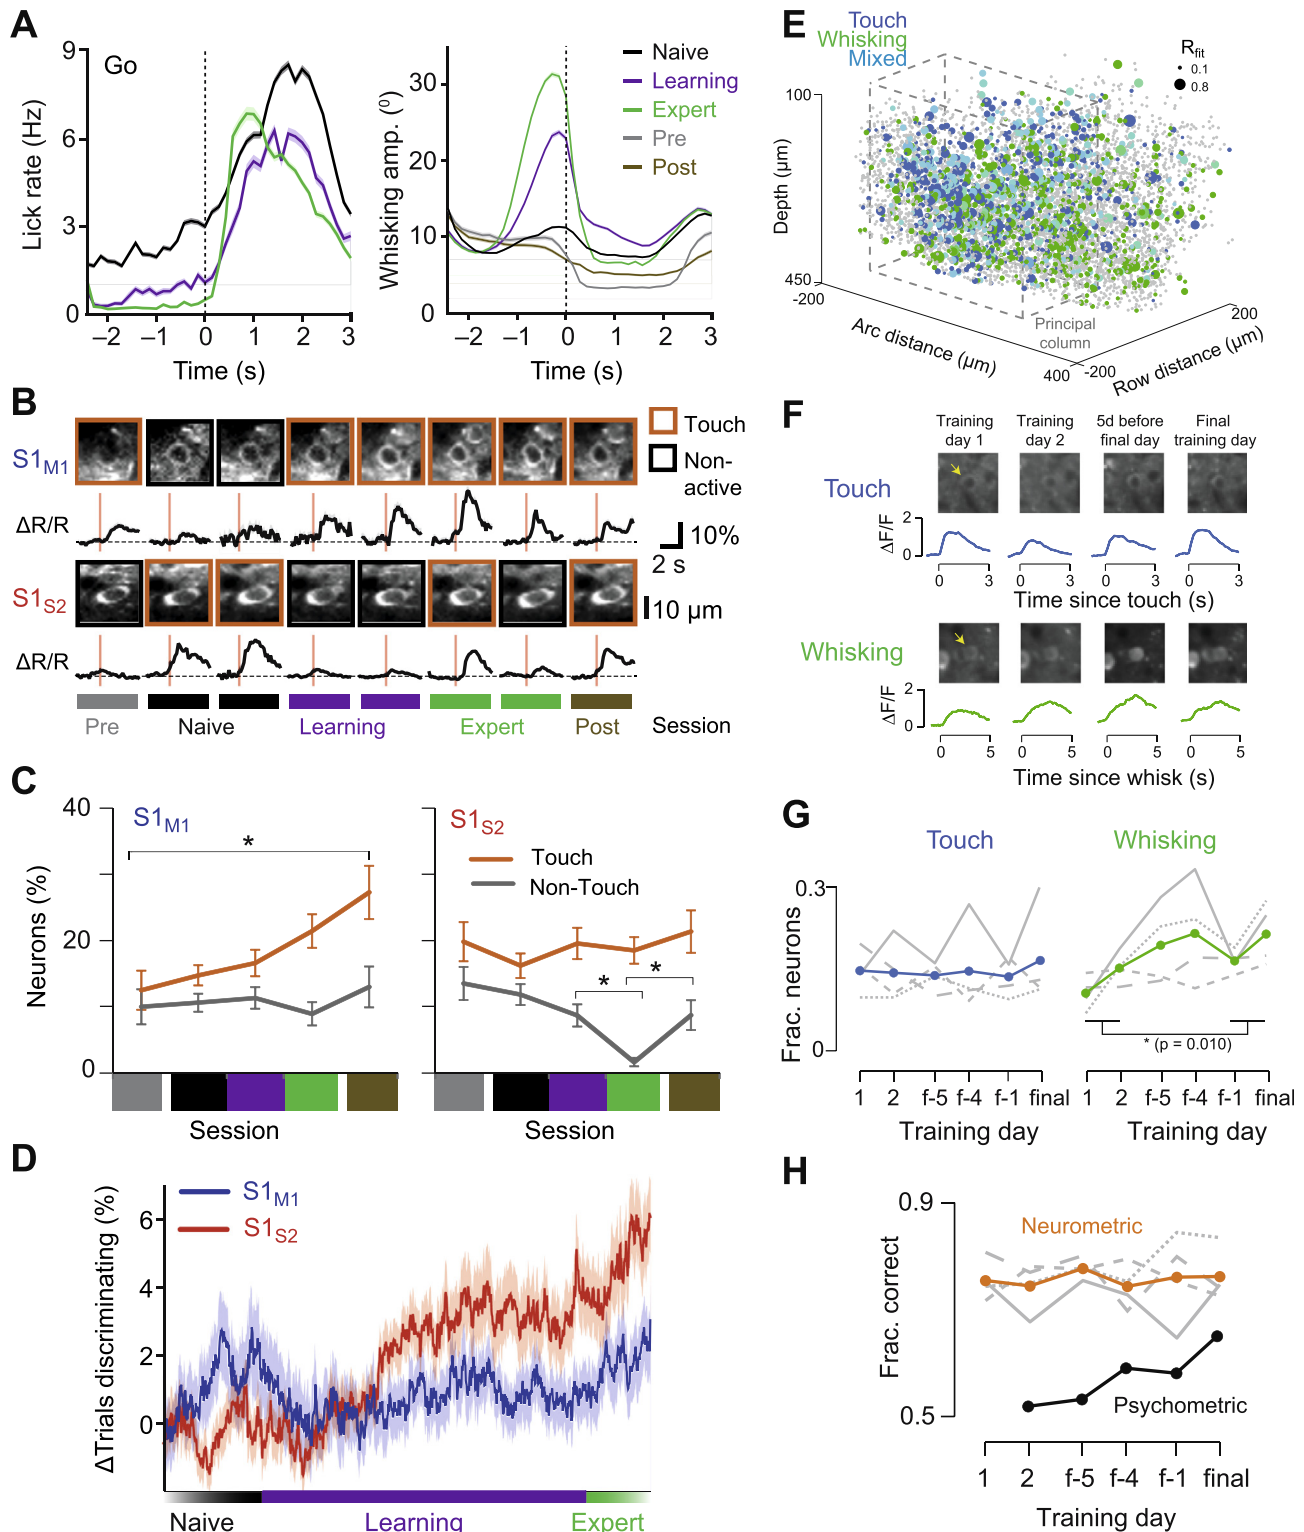 A
Go
9
6
3
0
Lick rate (Hz)
–2 –1 0 1 2 3
Time (s)
30
20
10
0
Whisking amp. (⁰)
–2 –1 0 1 2 3
Time (s)
Naive
Learning
Expert
Pre
Post
B
S1M1
ΔR/R
S1S2
ΔR/R
Touch
Non-
active
10%
2 s
10 µm
Pre Naive Learning Expert Post Session
C
S1M1
40
20
0
Neurons (%)
*
Session
S1S2
Touch
Non-Touch
* *
Session
D
S1M1
S1S2
6
4
2
0
ΔTrials discriminating (%)
Naive Learning Expert
E
Touch
Whisking
Mixed
Rfit
0.1
0.8
100
450
Depth (µm)
-200
Arc distance (µm)
400
-200
Row distance (µm)
200
Principal
column
F
Training
day 1
Training
day 2
5d before
final day
Final
training day
Touch
ΔF/F
2
0
0 3 0 3 0 3 0 3
Time since touch (s)
Whisking
ΔF/F
2
0
0 5 0 5 0 5 0 5
Time since whisk (s)
G
Touch
Whisking
0.3
0
Frac. neurons
* (p = 0.010)
1 2 f-5 f-4 f-1 final
Training day
1 2 f-5 f-4 f-1 final
Training day
H
0.9
0.5
Frac. correct
Neurometric
Psychometric
1 2 f-5 f-4 f-1 final
Training day